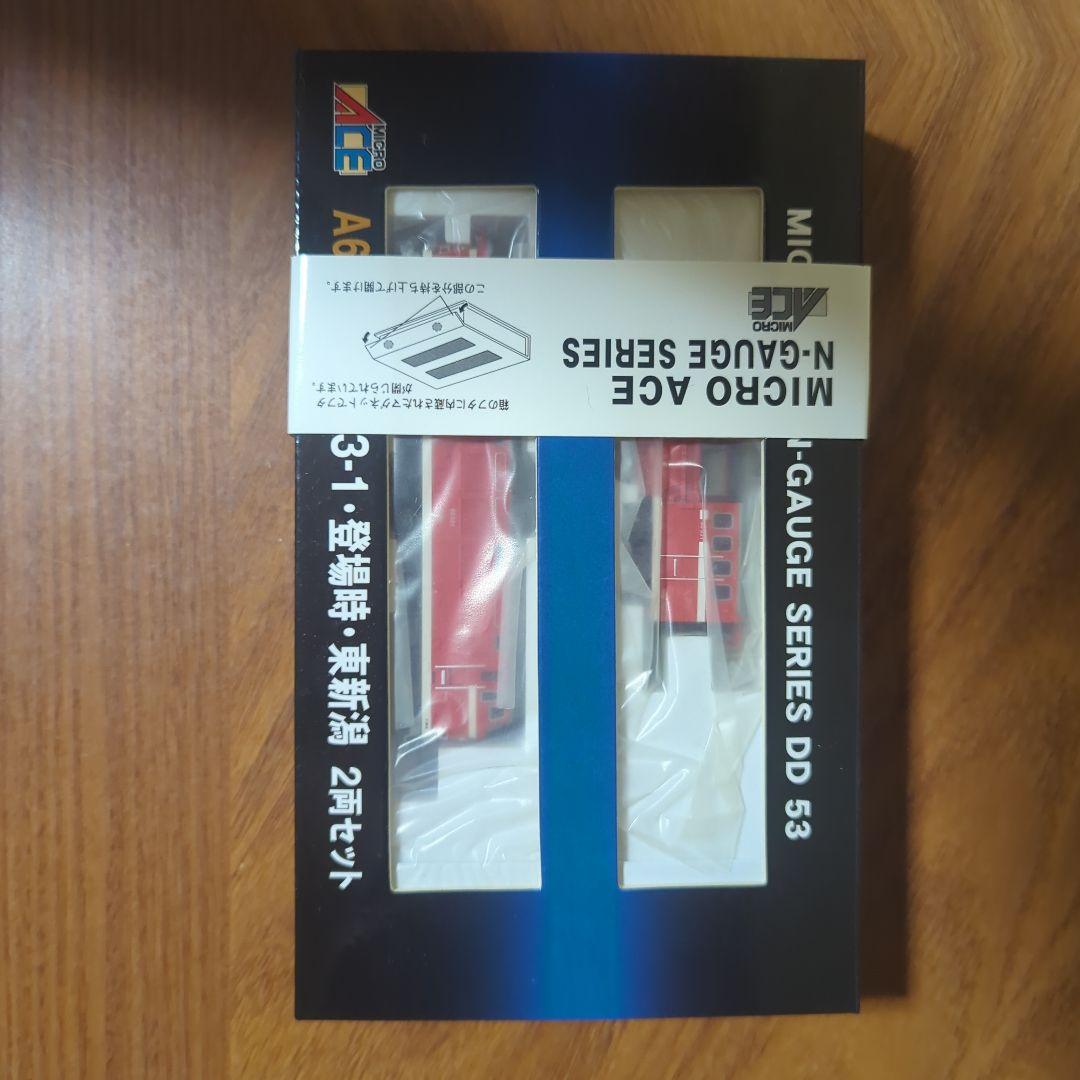 MICRO
ACE
A6
3-1・登場時・東新潟 2両セット
MICRO ACE
N-GAUGE SERIES
MICRO
ACE
箱のフタに内蔵されたマグネットでフタ
が閉じられています。
この部分を持ち上げて開けます。
MIC
N-GAUGE SERIES DD 53